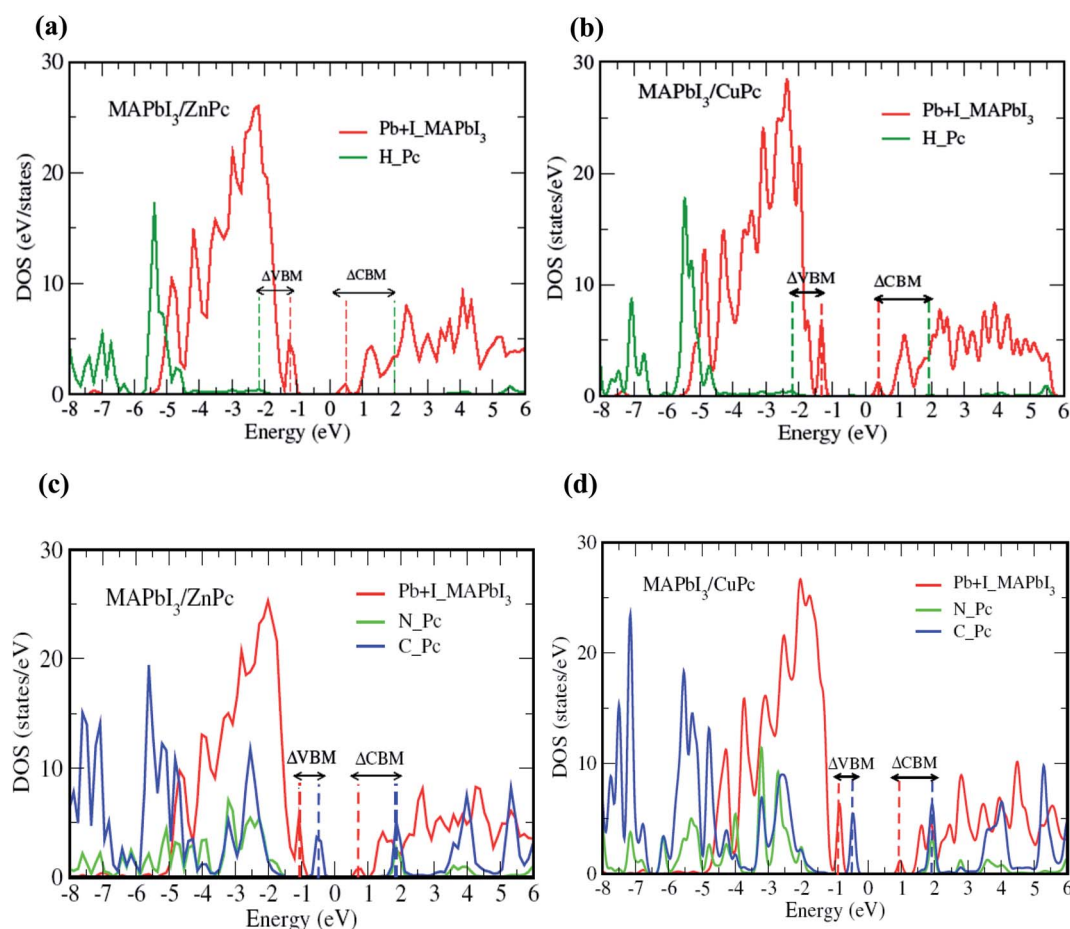 (a)
30
20
10
0
DOS (eV/states)
MAPbI3/ZnPc
Pb+I_MAPbI3
H_Pc
ΔVBM
ΔCBM
-8 -7 -6 -5 -4 -3 -2 -1 0 1 2 3 4 5 6
Energy (eV)
(b)
30
20
10
0
DOS (states/eV)
MAPbI3/CuPc
Pb+I_MAPbI3
H_Pc
ΔVBM
ΔCBM
-8 -7 -6 -5 -4 -3 -2 -1 0 1 2 3 4 5 6
Energy (eV)
(c)
30
20
10
0
DOS (states/eV)
MAPbI3/ZnPc
Pb+I_MAPbI3
N_Pc
C_Pc
ΔVBM
ΔCBM
-8 -7 -6 -5 -4 -3 -2 -1 0 1 2 3 4 5 6
Energy (eV)
(d)
30
20
10
0
DOS (states/eV)
MAPbI3/CuPc
Pb+I_MAPbI3
N_Pc
C_Pc
ΔVBM
ΔCBM
-8 -7 -6 -5 -4 -3 -2 -1 0 1 2 3 4 5 6
Energy (eV)